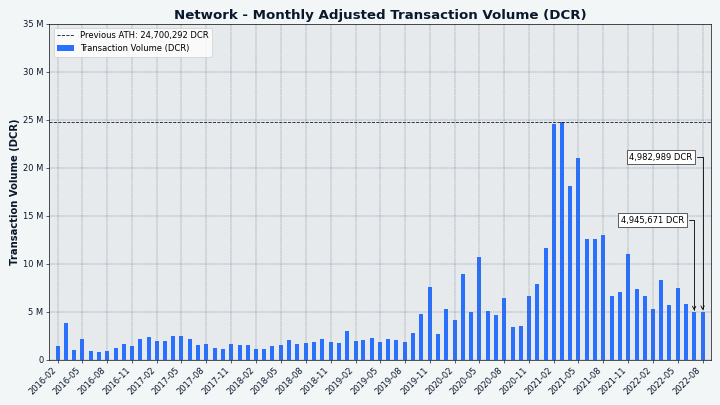 Network - Monthly Adjusted Transaction Volume (DCR)
Previous ATH: 24,700,292 DCR
Transaction Volume (DCR)
Transaction Volume (DCR)
35 M
30 M
25 M
20 M
15 M
10 M
5 M
0
4,982,989 DCR
4,945,671 DCR
2016-02
2016-05
2016-08
2016-11
2017-02
2017-05
2017-08
2017-11
2018-02
2018-05
2018-08
2018-11
2019-02
2019-05
2019-08
2019-11
2020-02
2020-05
2020-08
2020-11
2021-02
2021-05
2021-08
2021-11
2022-02
2022-05
2022-08